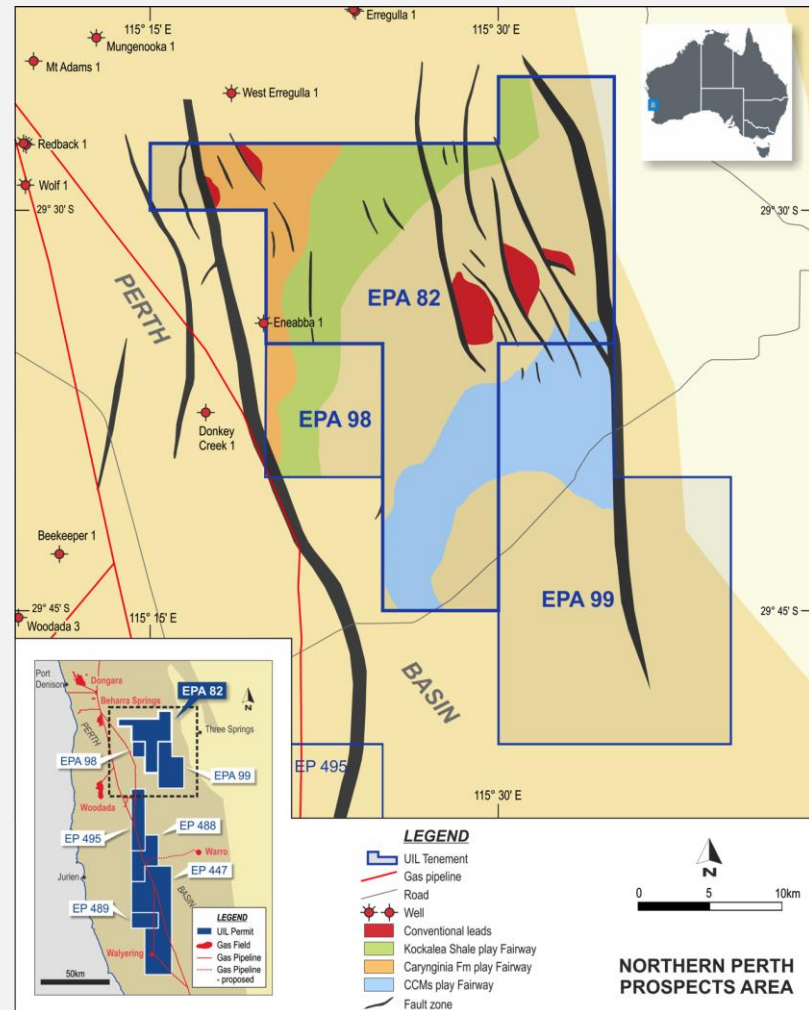 115° 15' E
115° 30' E
Erregulla 1
Mungenooka 1
Mt Adams 1
West Erregulla 1
Redback 1
Wolf 1
29° 30' S
29° 30' S
PERTH
EPA 82
Eneabba 1
EPA 98
Donkey
Creek 1
Beekeeper 1
EPA 99
29° 45' S
29° 45' S
115° 15' E
Woodada 3
BASIN
EP 495
115° 30' E
Port
Denison
Dongara
EPA 82
N
Beharra Springs
PERTH
Three Springs
EPA 98
EPA 99
Woodada
EP 488
EP 495
Warro
Jurien
EP 447
BASIN
EP 489
LEGEND
UIL Permit
Gas Field
Gas Pipeline
Gas Pipeline
- proposed
Walyering
50km
LEGEND
UIL Tenement
Gas pipeline
Road
Well
Conventional leads
Kockalea Shale play Fairway
Carynginia Fm play Fairway
CCMs play Fairway
Fault zone
N
0 5 10km
NORTHERN PERTH
PROSPECTS AREA